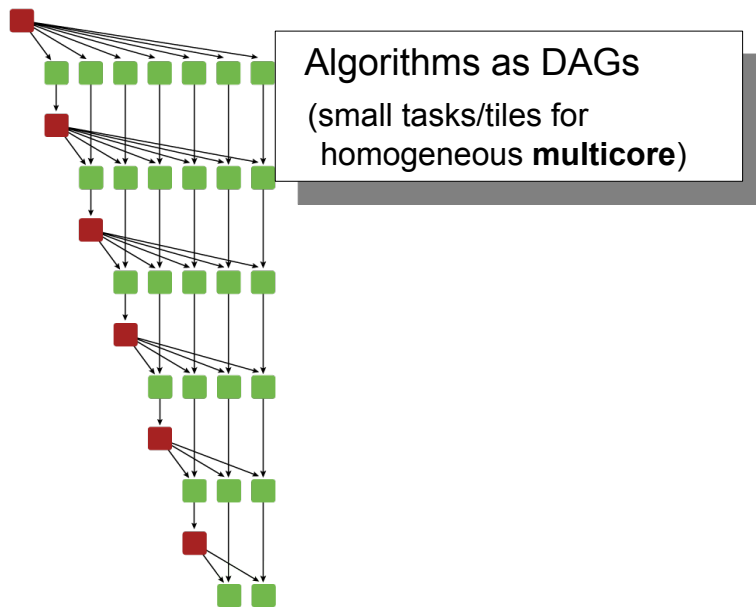 Algorithms as DAGs
(small tasks/tiles for
homogeneous multicore)